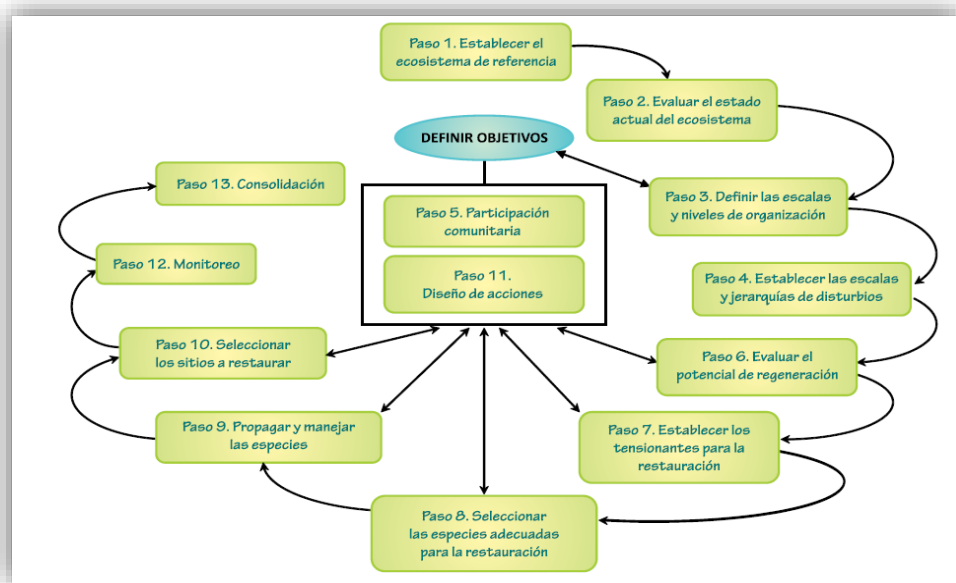 Paso 1. Establecer el
ecosistema de referencia
Paso 2. Evaluar el estado
actual del ecosistema
DEFINIR OBJETIVOS
Paso 3. Definir las escalas
y niveles de organización
Paso 4. Establecer las escalas
y jerarquías de disturbios
Paso 5. Participación
comunitaria
Paso 11.
Diseño de acciones
Paso 6. Evaluar el
potencial de regeneración
Paso 7. Establecer los
tensionantes para la
restauración
Paso 8. Seleccionar
las especies adecuadas
para la restauración
Paso 9. Propagar y manejar
las especies
Paso 10. Seleccionar
los sitios a restaurar
Paso 12. Monitoreo
Paso 13. Consolidación